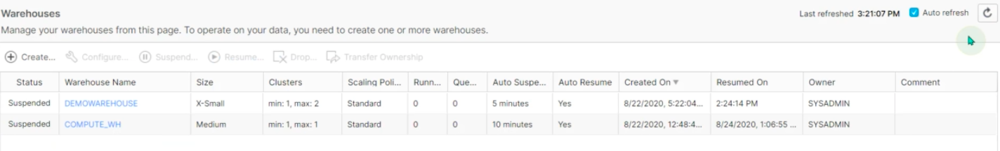 Warehouses
Last refreshed 3:21:07 PM Auto refresh
Manage your warehouses from this page. To operate on your data, you need to create one or more warehouses.
Create... Configure... Suspend... Resume... Drop... Transfer Ownership
Status Warehouse Name Size Clusters Scaling Poli... Runn... Que... Auto Suspe... Auto Resume Created On Resumed On Owner Comment
Suspended DEMOWAREHOUSE X-Small min: 1, max: 2 Standard 0 0 5 minutes Yes 8/22/2020, 5:22:04... 2:24:14 PM SYSADMIN
Suspended COMPUTE_WH Medium min: 1, max: 1 Standard 0 0 10 minutes Yes 8/22/2020, 12:48:4... 8/24/2020, 1:06:55 ... SYSADMIN